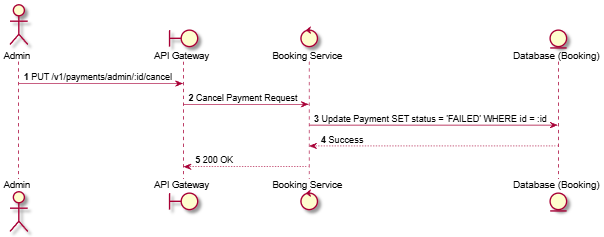 Admin
API Gateway
Booking Service
Database (Booking)
1 PUT /v1/payments/admin/:id/cancel
2 Cancel Payment Request
3 Update Payment SET status = 'FAILED' WHERE id = :id
4 Success
5 200 OK
Admin
API Gateway
Booking Service
Database (Booking)